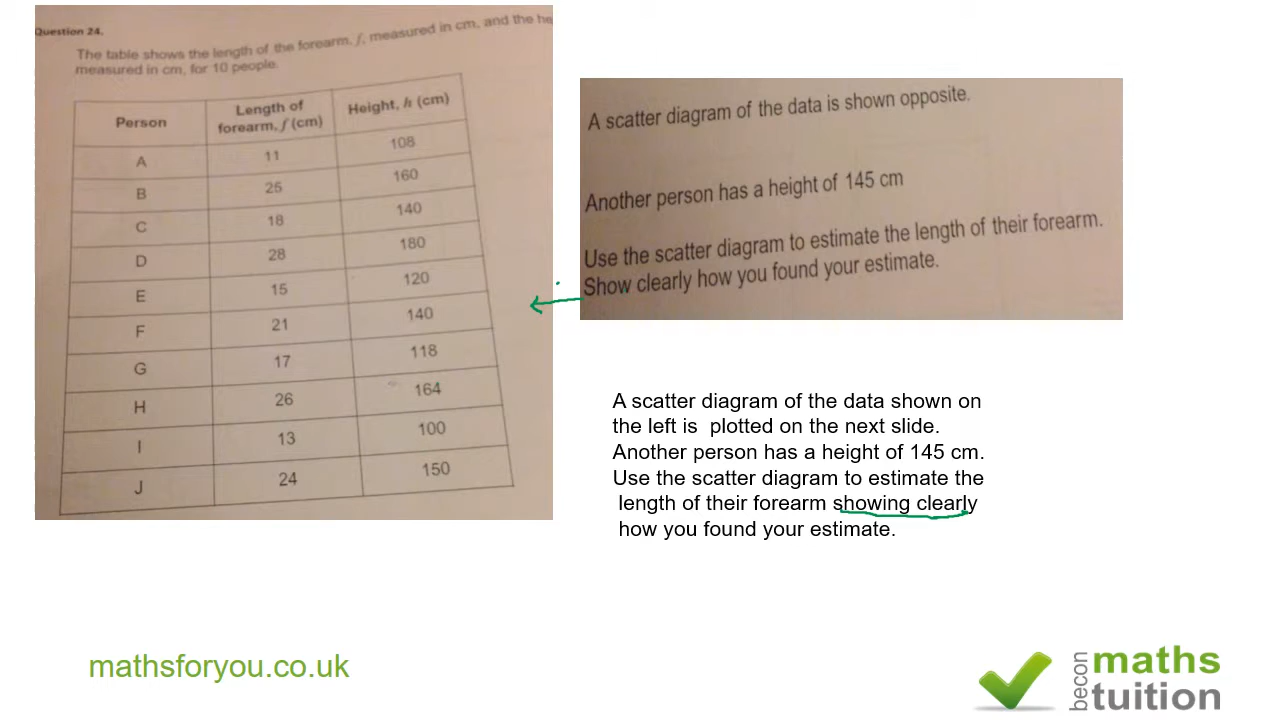 Question 24.
The table shows the length of the forearm, f, measured in cm, and the he
measured in cm, for 10 people.
Person Length of forearm, f (cm) Height, h (cm)
A 11 108
B 25 160
C 18 140
D 28 180
E 15 120
F 21 140
G 17 118
H 26 164
I 13 100
J 24 150
A scatter diagram of the data is shown opposite.
Another person has a height of 145 cm
Use the scatter diagram to estimate the length of their forearm.
Show clearly how you found your estimate.
A scatter diagram of the data shown on
the left is plotted on the next slide.
Another person has a height of 145 cm.
Use the scatter diagram to estimate the
length of their forearm showing clearly
how you found your estimate.
mathsforyou.co.uk
becon maths tuition